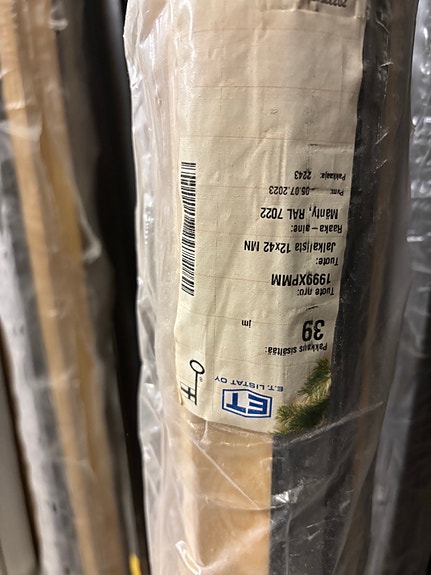 ET
E.T. LISTAT OY
Pakkaus sisältää:
39 jm
Tuote nro:
1999XPMM
Tuote:
Jalkalista 12x42 MN
Raaka-aine:
Mänty, RAL 7022
Pvm: 05.07.2023
Pakkaaja: 2243